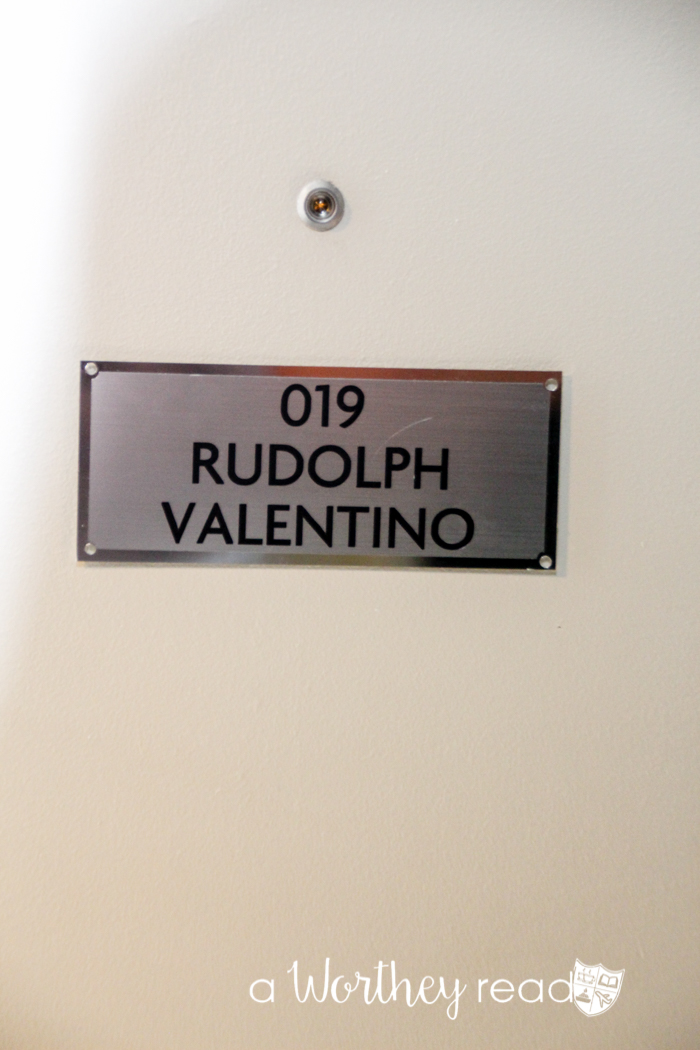 019
RUDOLPH
VALENTINO
a Worthey read